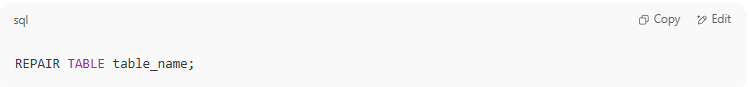 sql
Copy
Edit
REPAIR TABLE table_name;